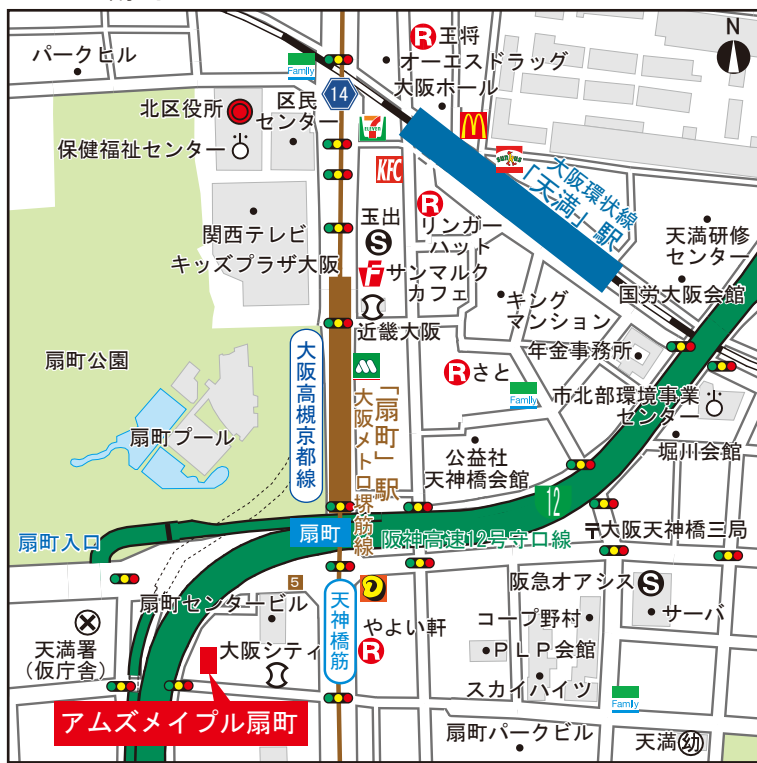 N
パークヒル
Family
R
王将
オーエスドラッグ
大阪ホール
14
北区役所
区民
センター
保健福祉センター
7 ELEVEN
M
KFC
大阪環状線
「天満」駅
R
リンガー
ハット
玉出
S
関西テレビ
キッズプラザ大阪
サンマルク
カフェ
天満研修
センター
国労大阪会館
キング
マンション
近畿大阪
年金事務所
扇町公園
大阪高槻京都線
R さと
Family
市北部環境事業
センター
「扇町」駅
大阪メトロ堺筋線
扇町プール
公益社
天神橋会館
堀川会館
12
扇町入口
扇町
阪神高速12号守口線
〒大阪天神橋三局
5
天神橋筋
阪急オアシス
S
扇町センタービル
やよい軒
R
コープ野村
サーバ
天満署
(仮庁舎)
大阪シティ
PLP会館
スカイハイツ
Family
アムズメイプル扇町
扇町パークビル
天満幼